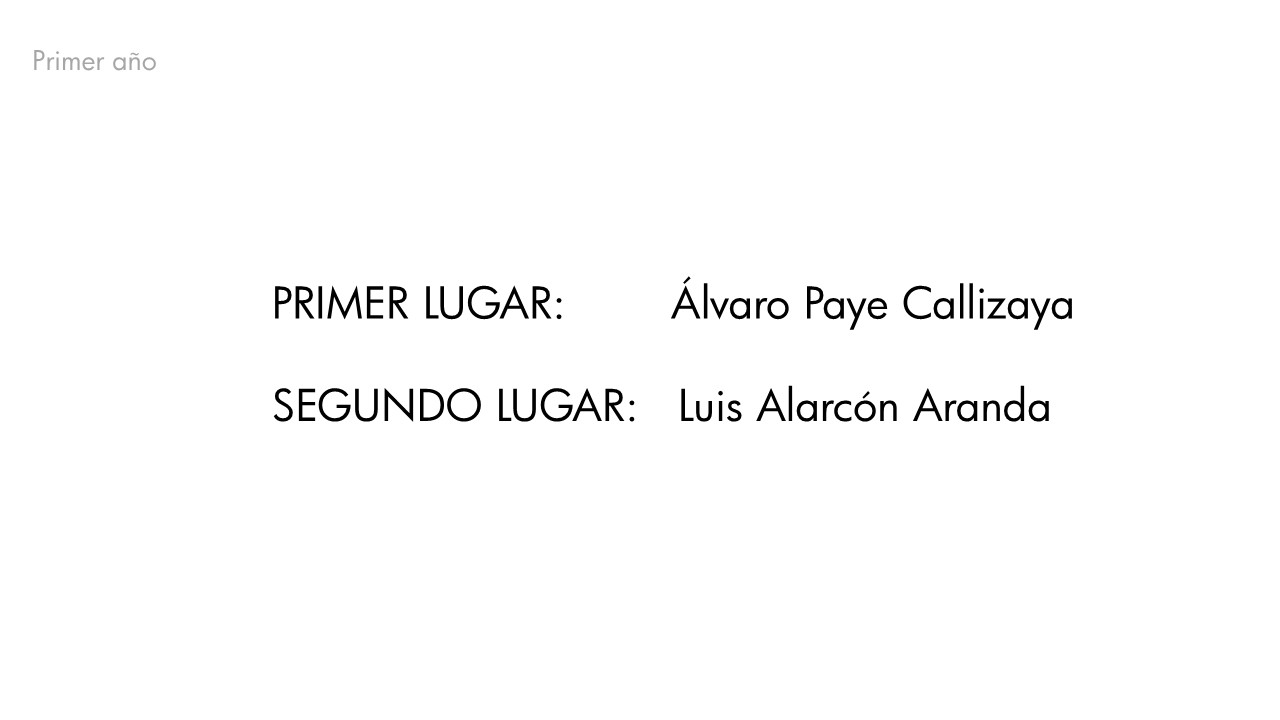 Primer año
PRIMER LUGAR: Álvaro Paye Callizaya
SEGUNDO LUGAR: Luis Alarcón Aranda